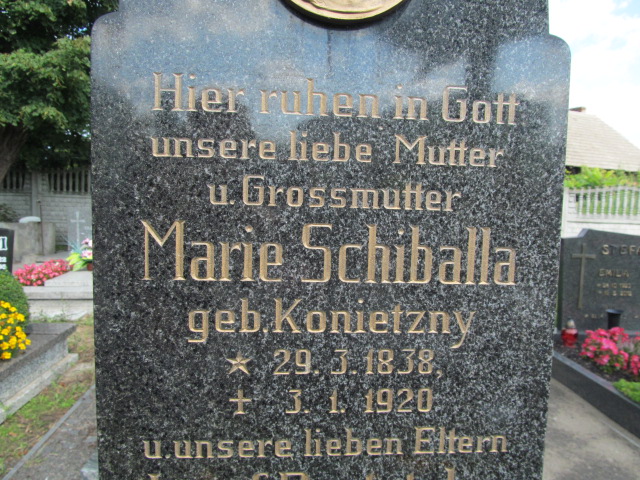 Hier ruhen in Gott
unsere liebe Mutter
u. Grossmutter
Marie Schiballa
geb. Konietzny
★ 29. 3. 1838,
✝ 3. 1. 1920
u. unsere lieben Eltern
EMILIA